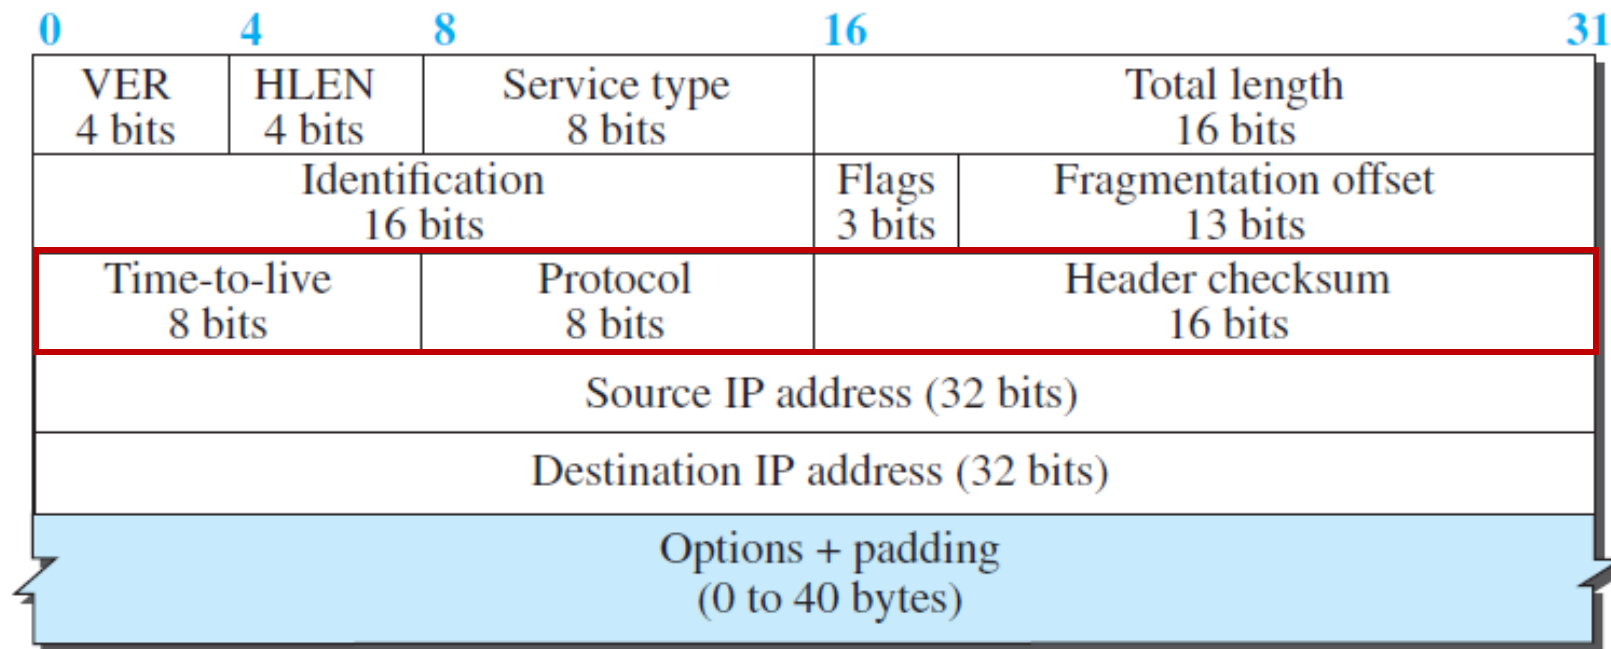 0 4 8 16 31
VER HLEN Service type Total length
4 bits 4 bits 8 bits 16 bits
Identification Flags Fragmentation offset
16 bits 3 bits 13 bits
Time-to-live Protocol Header checksum
8 bits 8 bits 16 bits
Source IP address (32 bits)
Destination IP address (32 bits)
Options + padding
(0 to 40 bytes)